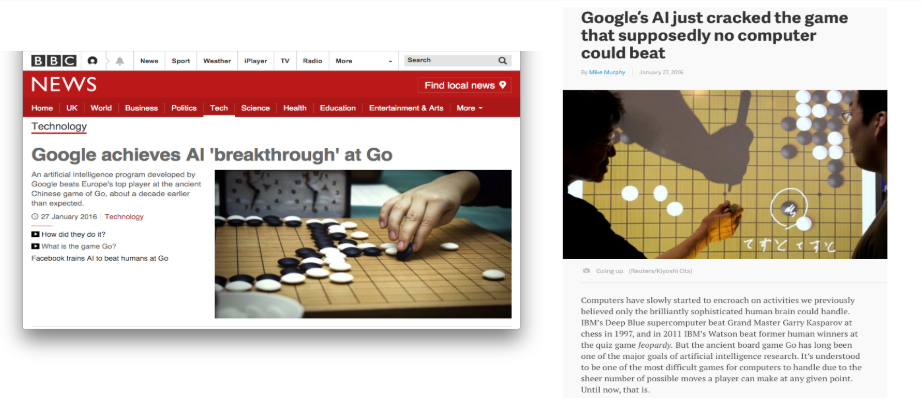 BBC
News Sport Weather iPlayer TV Radio More Search
NEWS
Find local news
Home UK World Business Politics Tech Science Health Education Entertainment & Arts More
Technology
Google achieves AI 'breakthrough' at Go
An artificial intelligence program developed by
Google beats Europe's top player at the ancient
Chinese game of Go, about a decade earlier
than expected.
27 January 2016 Technology
How did they do it?
What is the game Go?
Facebook trains AI to beat humans at Go
Google's AI just cracked the game
that supposedly no computer
could beat
By Mike Murphy January 27, 2016
てすとてすと
Going up. (Reuters/Kiyoshi Ota)
Computers have slowly started to encroach on activities we previously
believed only the brilliantly sophisticated human brain could handle.
IBM's Deep Blue supercomputer beat Grand Master Garry Kasparov at
chess in 1997, and in 2011 IBM's Watson beat former human winners at
the quiz game Jeopardy. But the ancient board game Go has long been
one of the major goals of artificial intelligence research. It's understood
to be one of the most difficult games for computers to handle due to the
sheer number of possible moves a player can make at any given point.
Until now, that is.